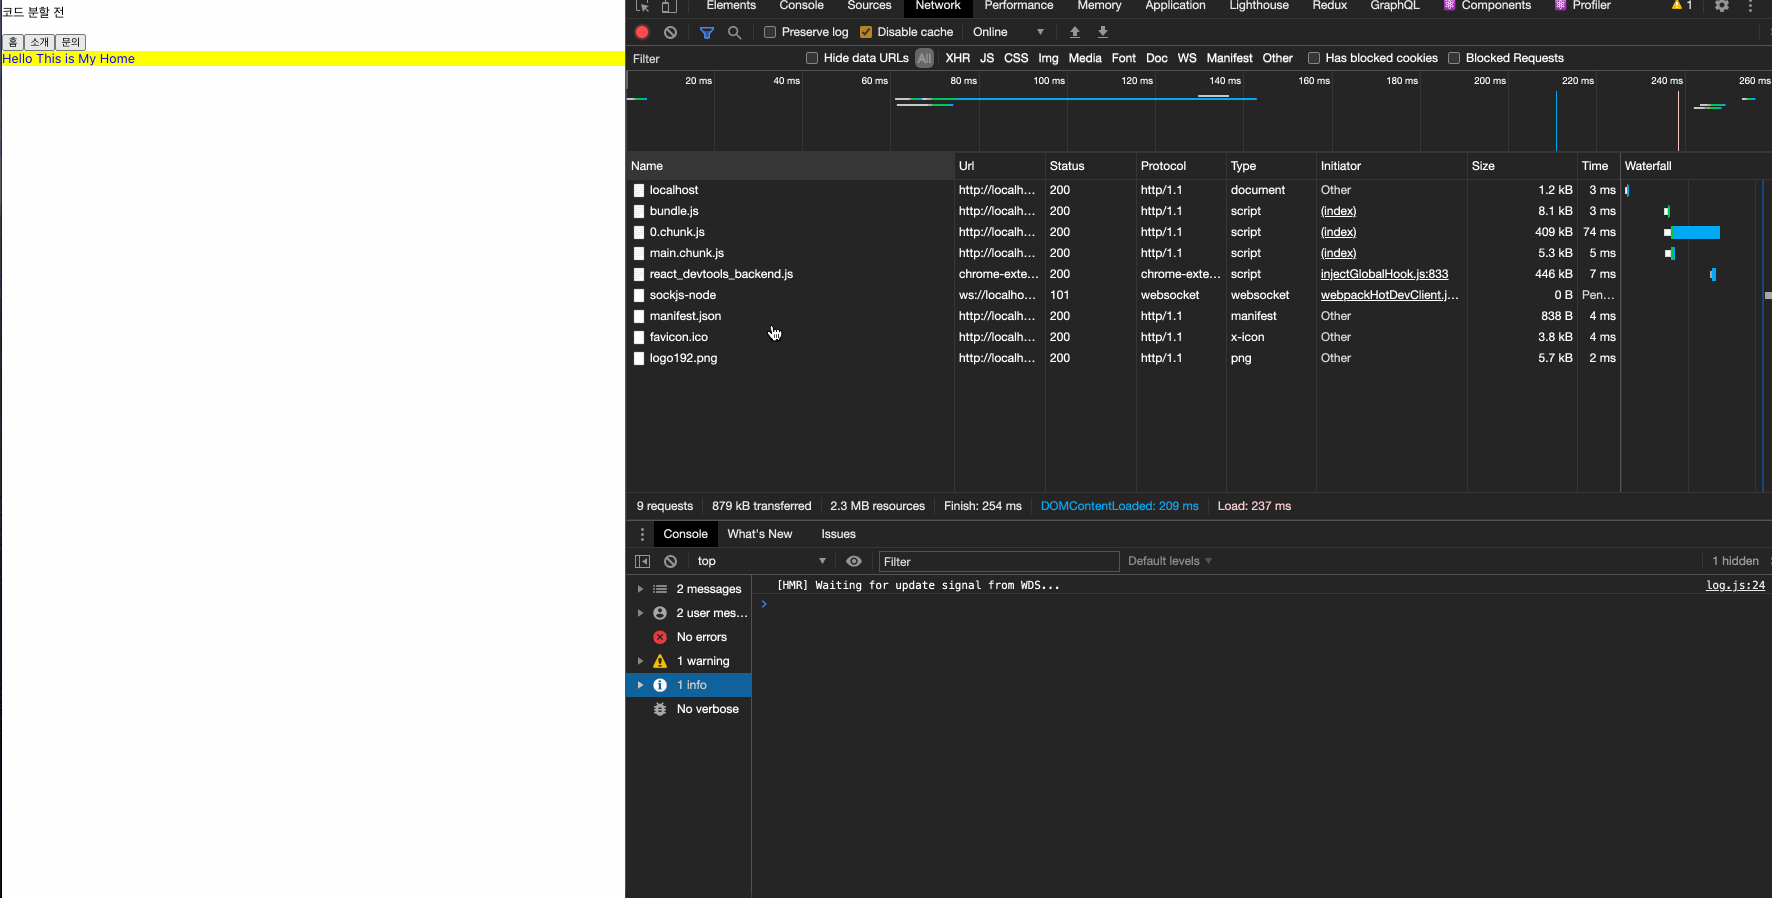 코드 분할 전
홈 소개 문의
Hello This is My Home
Elements Console Sources Network Performance Memory Application Lighthouse Redux GraphQL Components Profiler 1
Preserve log Disable cache Online
Filter Hide data URLs All XHR JS CSS Img Media Font Doc WS Manifest Other Has blocked cookies Blocked Requests
20 ms 40 ms 60 ms 80 ms 100 ms 120 ms 140 ms 160 ms 180 ms 200 ms 220 ms 240 ms 260 ms
Name Url Status Protocol Type Initiator Size Time Waterfall
localhost http://localh... 200 http/1.1 document Other 1.2 kB 3 ms
bundle.js http://localh... 200 http/1.1 script (index) 8.1 kB 3 ms
0.chunk.js http://localh... 200 http/1.1 script (index) 409 kB 74 ms
main.chunk.js http://localh... 200 http/1.1 script (index) 5.3 kB 5 ms
react_devtools_backend.js chrome-exte... 200 chrome-exte... script injectGlobalHook.js:833 446 kB 7 ms
sockjs-node ws://localho... 101 websocket websocket webpackHotDevClient.j... 0 B Pen...
manifest.json http://localh... 200 http/1.1 manifest Other 838 B 4 ms
favicon.ico http://localh... 200 http/1.1 x-icon Other 3.8 kB 4 ms
logo192.png http://localh... 200 http/1.1 png Other 5.7 kB 2 ms
9 requests 879 kB transferred 2.3 MB resources Finish: 254 ms DOMContentLoaded: 209 ms Load: 237 ms
Console What's New Issues
top Filter Default levels 1 hidden
2 messages
[HMR] Waiting for update signal from WDS... log.js:24
2 user mes...
No errors
1 warning
1 info
No verbose